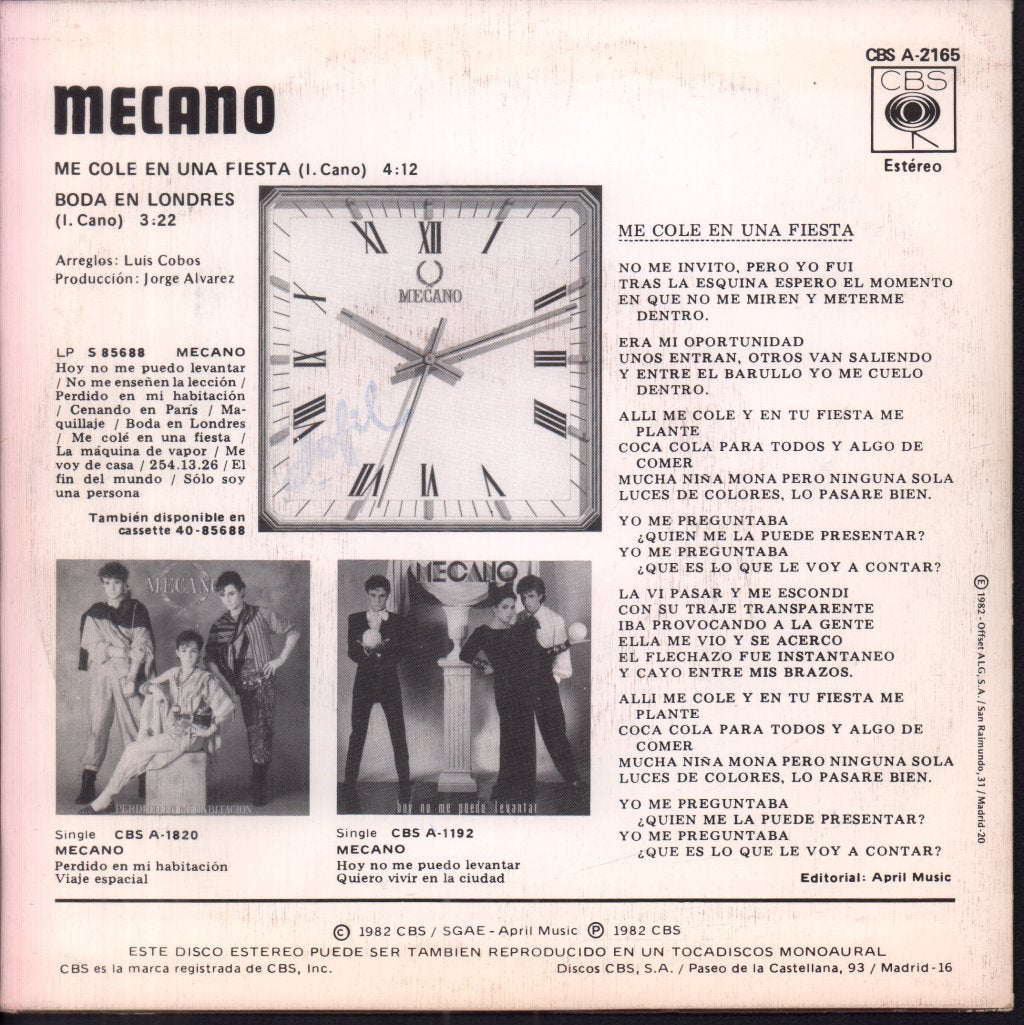 CBS A-2165
CBS
Estéreo
MECANO
ME COLE EN UNA FIESTA (I. Cano) 4:12
BODA EN LONDRES
(I. Cano) 3:22
Arreglos: Luis Cobos
Producción: Jorge Alvarez
LP S 85688 MECANO
Hoy no me puedo levantar
/ No me enseñen la lección /
Perdido en mi habitación
/ Cenando en París / Ma-
quillaje / Boda en Londres
/ Me colé en una fiesta /
La máquina de vapor / Me
voy de casa / 254.13.26 / El
fin del mundo / Sólo soy
una persona
También disponible en
cassette 40-85688
XII
MECANO
ME COLE EN UNA FIESTA
NO ME INVITO, PERO YO FUI
TRAS LA ESQUINA ESPERO EL MOMENTO
EN QUE NO ME MIREN Y METERME
DENTRO.
ERA MI OPORTUNIDAD
UNOS ENTRAN, OTROS VAN SALIENDO
Y ENTRE EL BARULLO YO ME CUELO
DENTRO.
ALLI ME COLE Y EN TU FIESTA ME
PLANTE
COCA COLA PARA TODOS Y ALGO DE
COMER
MUCHA NIÑA MONA PERO NINGUNA SOLA
LUCES DE COLORES, LO PASARE BIEN.
YO ME PREGUNTABA
¿QUIEN ME LA PUEDE PRESENTAR?
YO ME PREGUNTABA
¿QUE ES LO QUE LE VOY A CONTAR?
LA VI PASAR Y ME ESCONDI
CON SU TRAJE TRANSPARENTE
IBA PROVOCANDO A LA GENTE
ELLA ME VIO Y SE ACERCO
EL FLECHAZO FUE INSTANTANEO
Y CAYO ENTRE MIS BRAZOS.
ALLI ME COLE Y EN TU FIESTA ME
PLANTE
COCA COLA PARA TODOS Y ALGO DE
COMER
MUCHA NIÑA MONA PERO NINGUNA SOLA
LUCES DE COLORES, LO PASARE BIEN.
YO ME PREGUNTABA
¿QUIEN ME LA PUEDE PRESENTAR?
YO ME PREGUNTABA
¿QUE ES LO QUE LE VOY A CONTAR?
Editorial: April Music
MECANO
PERDIDO EN MI HABITACION
MECANO
hoy no me puedo levantar
Single CBS A-1820
MECANO
Perdido en mi habitación
Viaje espacial
Single CBS A-1192
MECANO
Hoy no me puedo levantar
Quiero vivir en la ciudad
Ⓔ 1982 - Offset ALG, S.A. / San Raimundo, 31 / Madrid-20
© 1982 CBS / SGAE - April Music Ⓟ 1982 CBS
ESTE DISCO ESTEREO PUEDE SER TAMBIEN REPRODUCIDO EN UN TOCADISCOS MONOAURAL
CBS es la marca registrada de CBS, Inc.
Discos CBS, S.A. / Paseo de la Castellana, 93 / Madrid-16